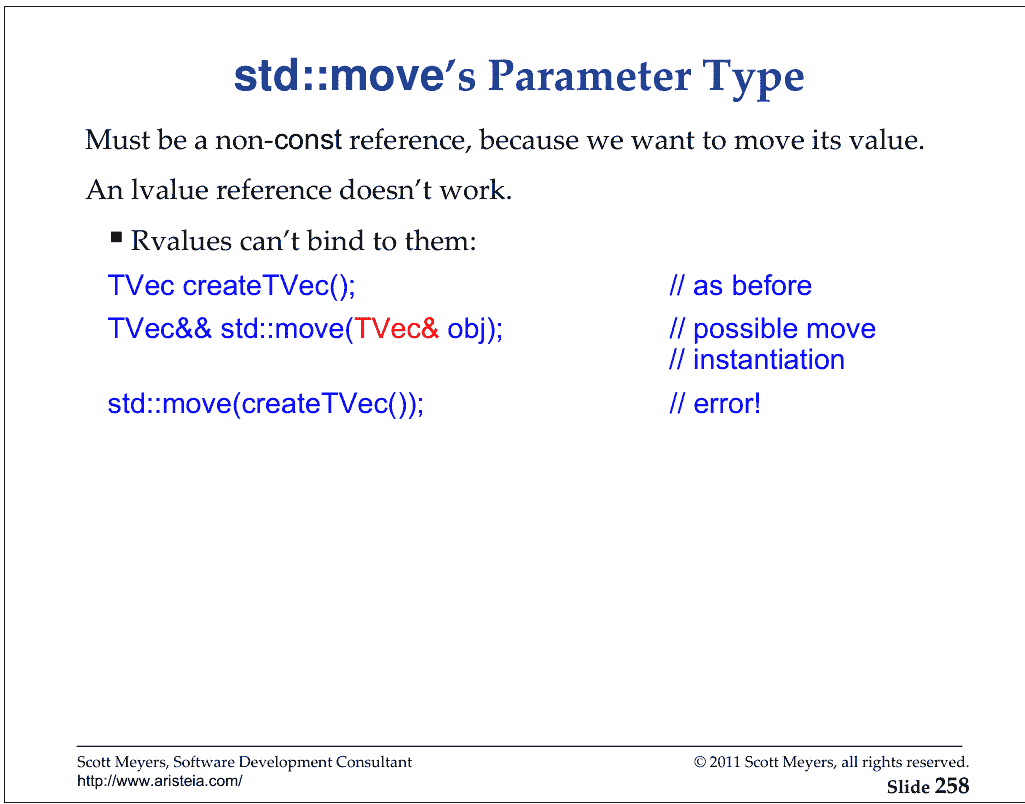 std::move’s Parameter Type
Must be a non-const reference, because we want to move its value.
An lvalue reference doesn’t work.
▪ Rvalues can’t bind to them:
TVec createTVec(); // as before
TVec&& std::move(TVec& obj); // possible move
// instantiation
std::move(createTVec()); // error!
Scott Meyers, Software Development Consultant © 2011 Scott Meyers, all rights reserved.
http://www.aristeia.com/
Slide 258